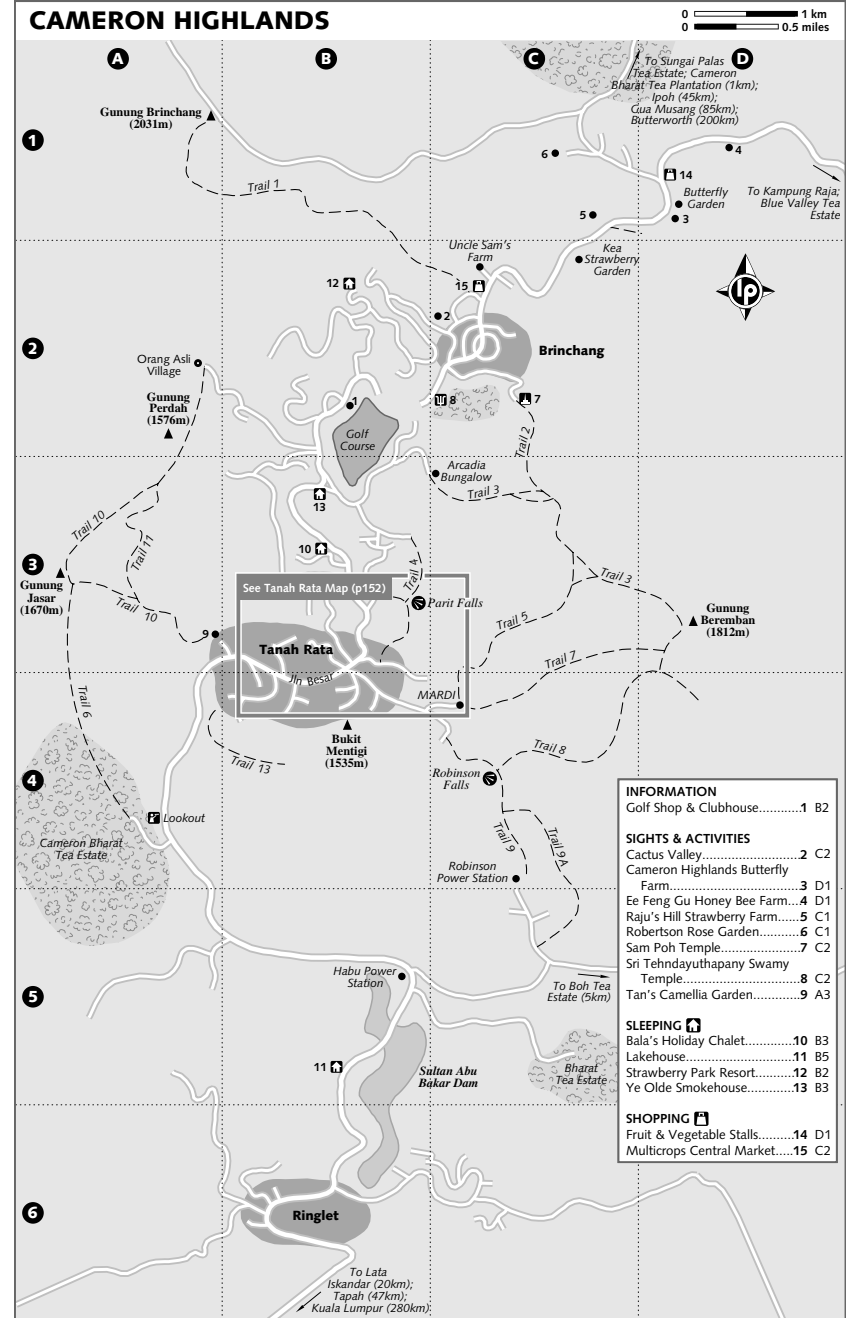 CAMERON HIGHLANDS
0 1 km
0 0.5 miles
A
B
C
D
To Sungai Palas
Tea Estate; Cameron
Bharat Tea Plantation (1km);
Ipoh (45km);
Gua Musang (85km);
Butterworth (200km)
Gunung Brinchang
(2031m)
1
6
4
14
Trail 1
Butterfly
Garden
To Kampung Raja;
Blue Valley Tea
Estate
5
3
Uncle Sam's
Farm
Kea
Strawberry
Garden
12
15
lp
2
2
Brinchang
Orang Asli
Village
Gunung
Perdah
(1576m)
1
8
7
Golf
Course
Trail 2
Arcadia
Bungalow
Trail 3
13
Trail 10
Trail 11
10
3
Trail 4
Trail 3
See Tanah Rata Map (p152)
Gunung
Jasar
(1670m)
Trail 10
Parit Falls
Gunung
Beremban
(1812m)
Trail 5
9
Tanah Rata
Trail 7
Jln Besar
MARDI
Trail 6
Bukit
Mentigi
(1535m)
Trail 13
Trail 8
4
Robinson
Falls
Lookout
Cameron Bharat
Tea Estate
Trail 9
Trail 9A
Robinson
Power Station
Habu Power
Station
5
To Boh Tea
Estate (5km)
11
Sultan Abu
Bakar Dam
Bharat
Tea Estate
6
Ringlet
To Lata
Iskandar (20km);
Tapah (47km);
Kuala Lumpur (280km)
INFORMATION
Golf Shop & Clubhouse...........1 B2
SIGHTS & ACTIVITIES
Cactus Valley..........................2 C2
Cameron Highlands Butterfly
Farm....................................3 D1
Ee Feng Gu Honey Bee Farm....4 D1
Raju's Hill Strawberry Farm......5 C1
Robertson Rose Garden...........6 C1
Sam Poh Temple.....................7 C2
Sri Tehndayuthapany Swamy
Temple.................................8 C2
Tan's Camellia Garden.............9 A3
SLEEPING
Bala's Holiday Chalet.............10 B3
Lakehouse............................11 B5
Strawberry Park Resort..........12 B2
Ye Olde Smokehouse.............13 B3
SHOPPING
Fruit & Vegetable Stalls..........14 D1
Multicrops Central Market.....15 C2